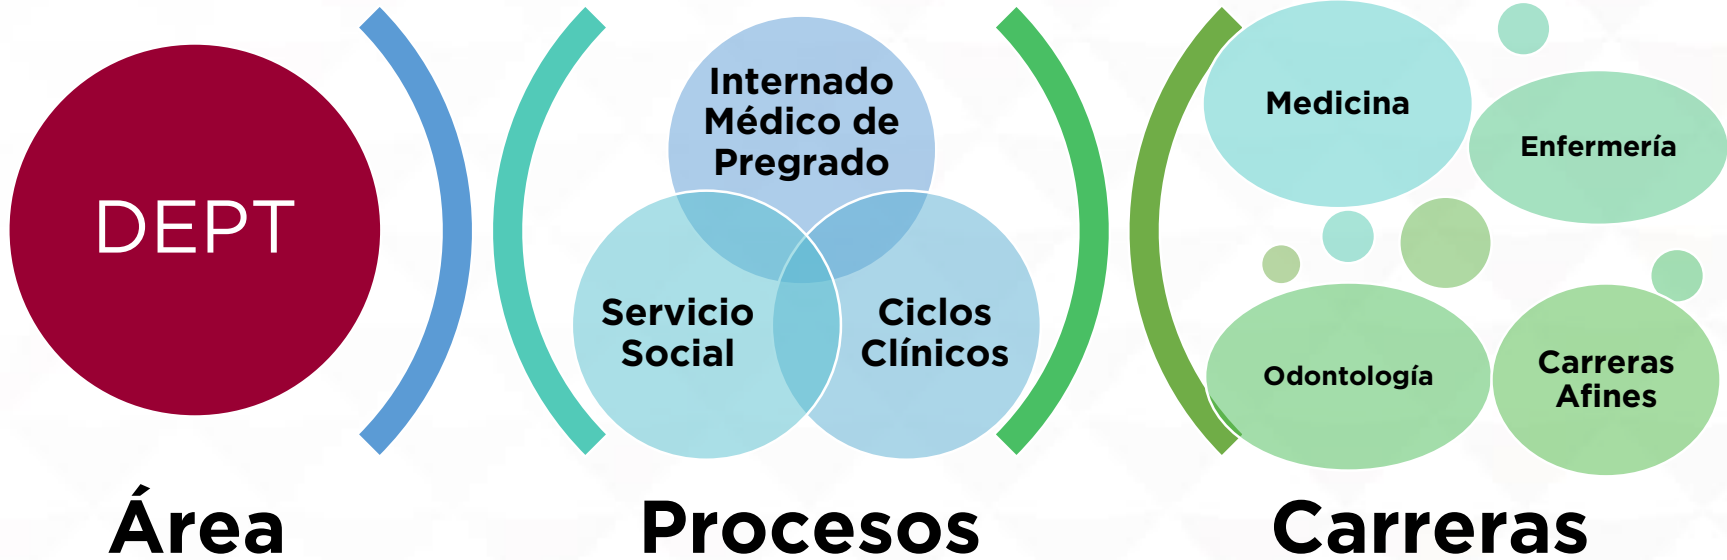 DEPT
Área
Internado
Médico de
Pregrado
Servicio
Social
Ciclos
Clínicos
Procesos
Medicina
Enfermería
Odontología
Carreras
Afines
Carreras